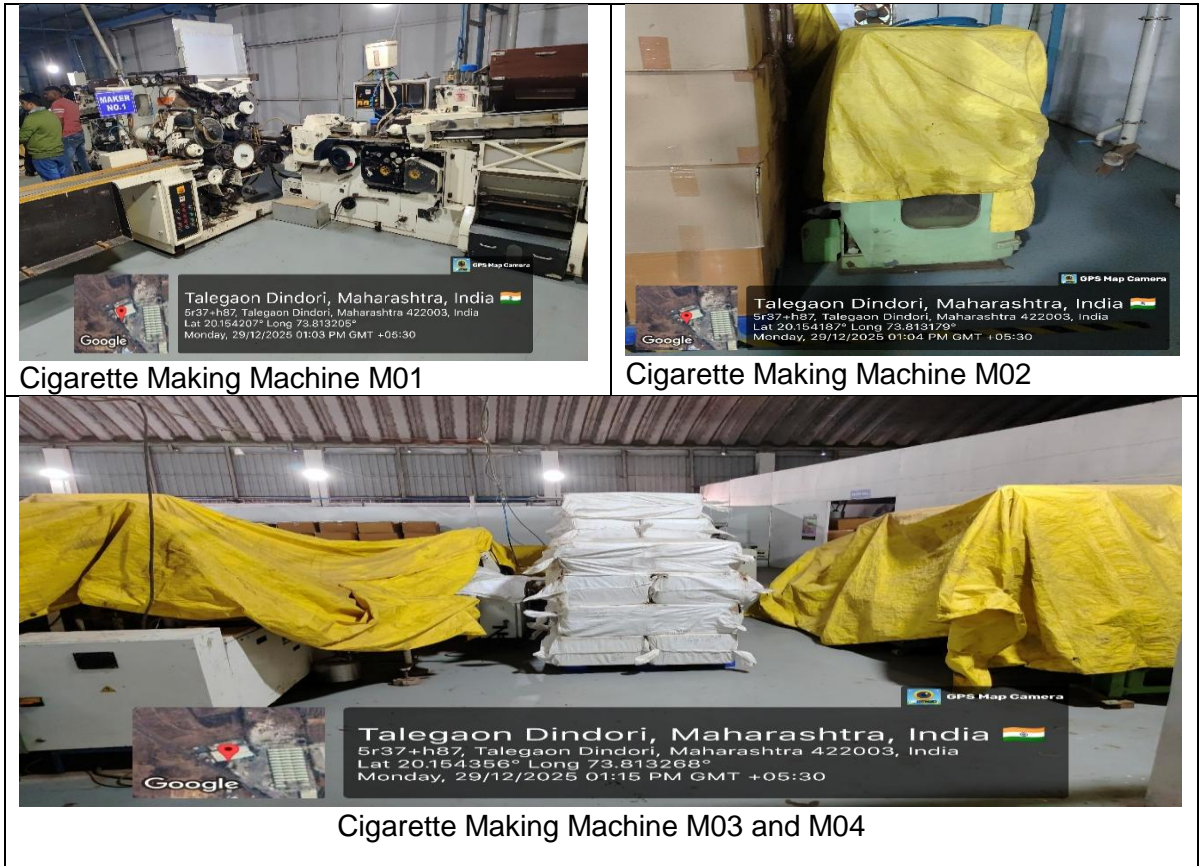 MAKER
NO.1
GPS Map Camera
Talegaon Dindori, Maharashtra, India
5r37+h87, Talegaon Dindori, Maharashtra 422003, India
Lat 20.154207° Long 73.813205°
Monday, 29/12/2025 01:03 PM GMT +05:30
Google
Cigarette Making Machine M01
GPS Map Camera
Talegaon Dindori, Maharashtra, India
5r37+h87, Talegaon Dindori, Maharashtra 422003, India
Lat 20.154187° Long 73.813179°
Monday, 29/12/2025 01:04 PM GMT +05:30
Google
Cigarette Making Machine M02
GPS Map Camera
Talegaon Dindori, Maharashtra, India
5r37+h87, Talegaon Dindori, Maharashtra 422003, India
Lat 20.154356° Long 73.813268°
Monday, 29/12/2025 01:15 PM GMT +05:30
Google
Cigarette Making Machine M03 and M04